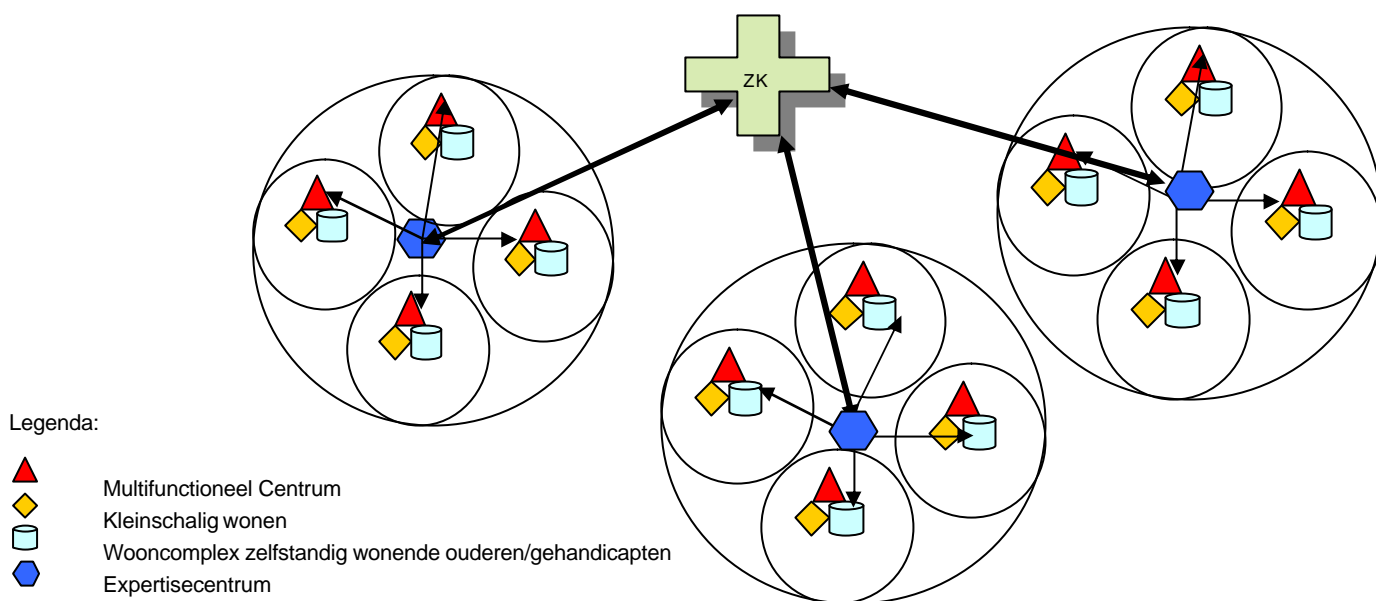 ZK
Legenda:
Multifunctioneel Centrum
Kleinschalig wonen
Wooncomplex zelfstandig wonende ouderen/gehandicapten
Expertisecentrum